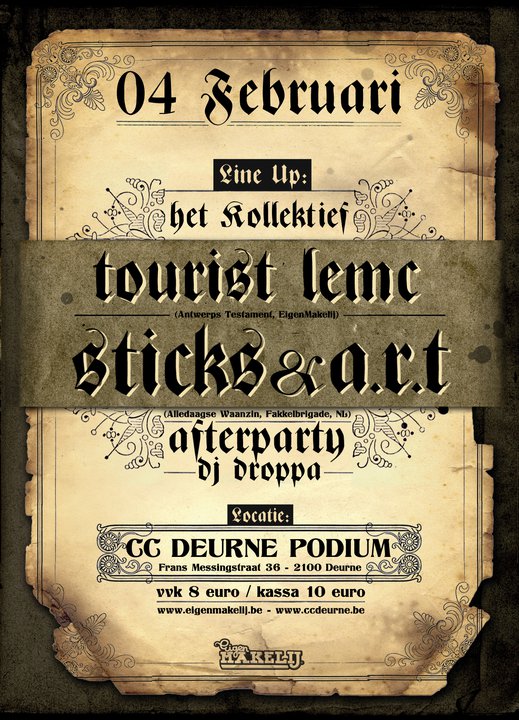 04 Februari
Line Up:
het Kollektief
tourist lemc
(Antwerps Testament, EigenMakelij)
sticks & a.r.t
(Alledaagse Waanzin, Fakkelbrigade, NL)
afterparty
dj droppa
Locatie:
CC DEURNE PODIUM
Frans Messingstraat 36 - 2100 Deurne
vvk 8 euro / kassa 10 euro
www.eigenmakelij.be - www.ccdeurne.be
Eigen
MAKELIJ.